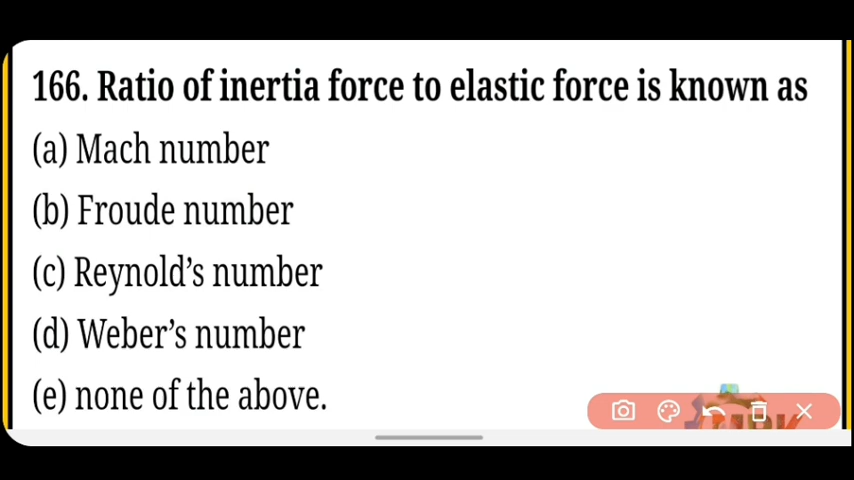 166. Ratio of inertia force to elastic force is known as
(a) Mach number
(b) Froude number
(c) Reynold’s number
(d) Weber’s number
(e) none of the above.